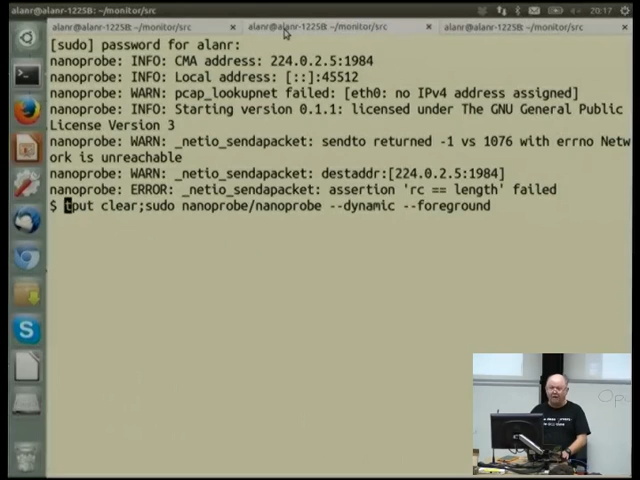 alanr@alanr-1225B: ~/monitor/src
20:17
alanr@alanr-1225B: ~/monitor/src
alanr@alanr-1225B: ~/monitor/src
alanr@alanr-1225B: ~/monitor/src
[sudo] password for alanr:
nanoprobe: INFO: CMA address: 224.0.2.5:1984
nanoprobe: INFO: Local address: [::]:45512
nanoprobe: WARN: pcap_lookupnet failed: [eth0: no IPv4 address assigned]
nanoprobe: INFO: Starting version 0.1.1: licensed under The GNU General Public
License Version 3
nanoprobe: WARN: _netio_sendapacket: sendto returned -1 vs 1076 with errno Netw
ork is unreachable
nanoprobe: WARN: _netio_sendapacket: destaddr:[224.0.2.5:1984]
nanoprobe: ERROR: _netio_sendapacket: assertion 'rc == length' failed
$ tput clear;sudo nanoprobe/nanoprobe --dynamic --foreground